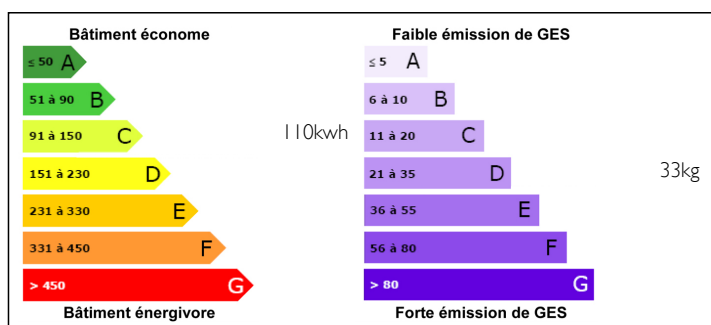 Bâtiment économe
≤ 50 A
51 à 90 B
91 à 150 C
110kwh
151 à 230 D
231 à 330 E
331 à 450 F
> 450 G
Bâtiment énergivore
Faible émission de GES
≤ 5 A
6 à 10 B
11 à 20 C
21 à 35 D
33kg
36 à 55 E
56 à 80 F
> 80 G
Forte émission de GES